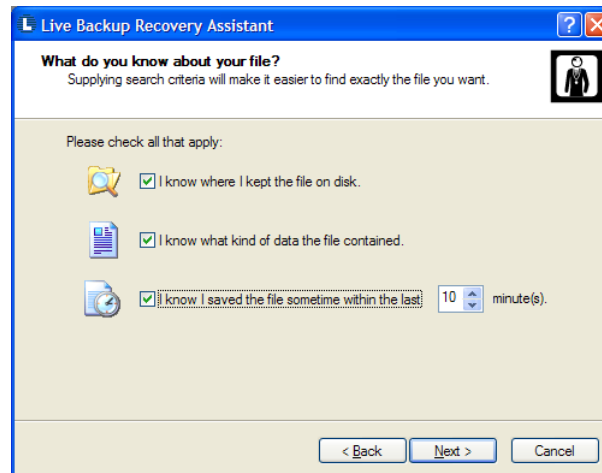 Live Backup Recovery Assistant
What do you know about your file?
Supplying search criteria will make it easier to find exactly the file you want.
Please check all that apply:
I know where I kept the file on disk.
I know what kind of data the file contained.
I know I saved the file sometime within the last 10 minute(s).
< Back Next > Cancel